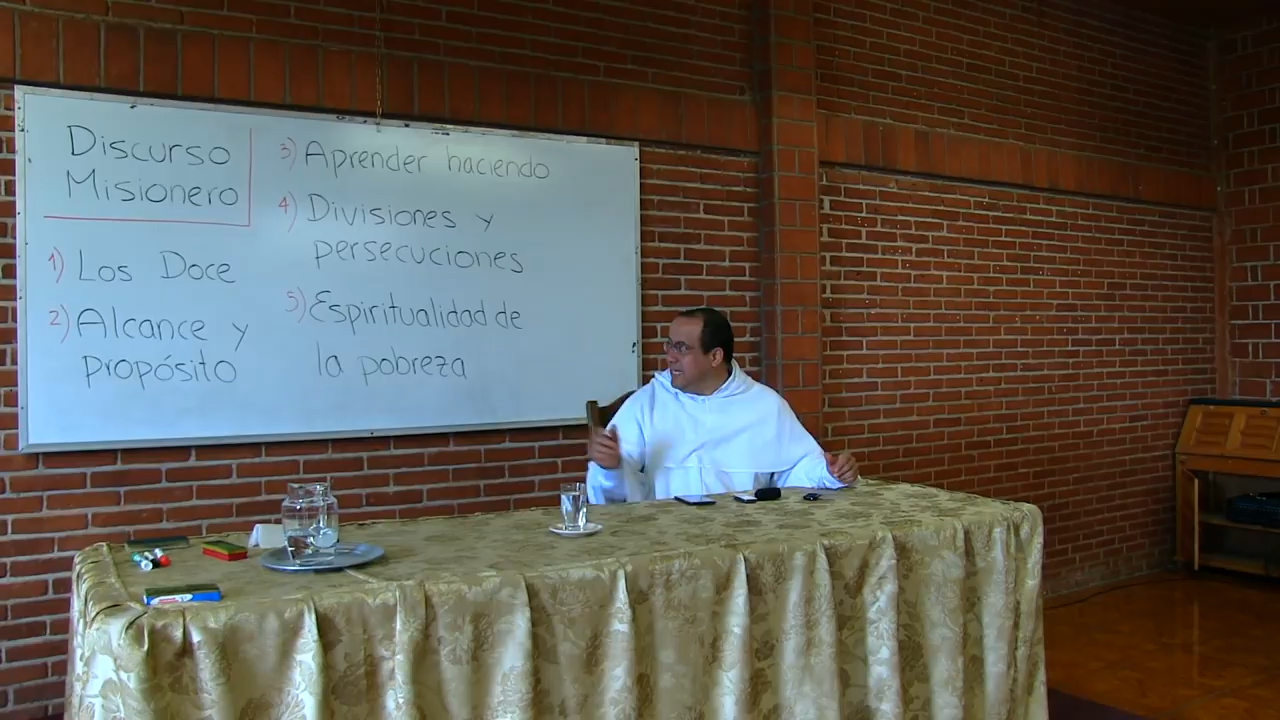 Discurso
Misionero
1) Los Doce
2) Alcance y
propósito
3) Aprender haciendo
4) Divisiones y
persecuciones
5) Espiritualidad de
la pobreza